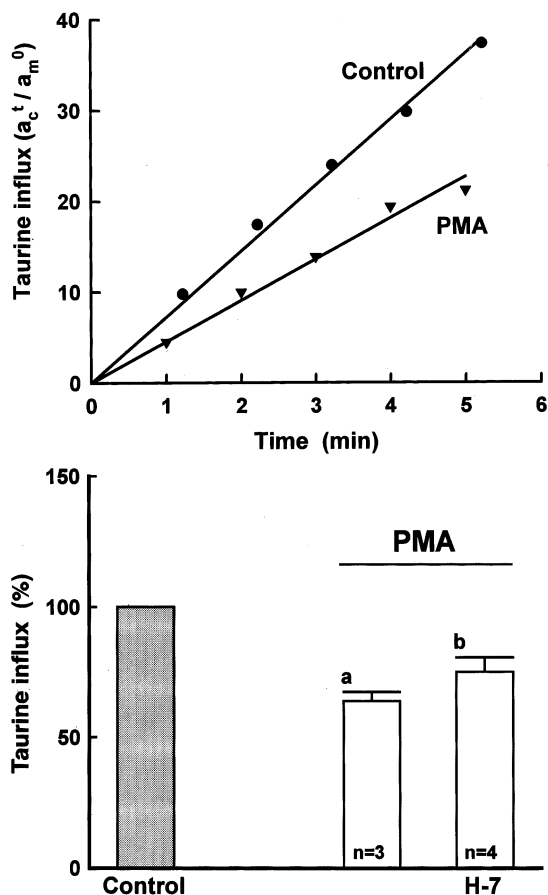 40
Control
30
20
PMA
10
0
0 1 2 3 4 5 6
Time (min)
Taurine influx (a_c^t / a_m^0)
150
PMA
100
b
a
50
n=3 n=4
0
Control H-7
Taurine influx (%)